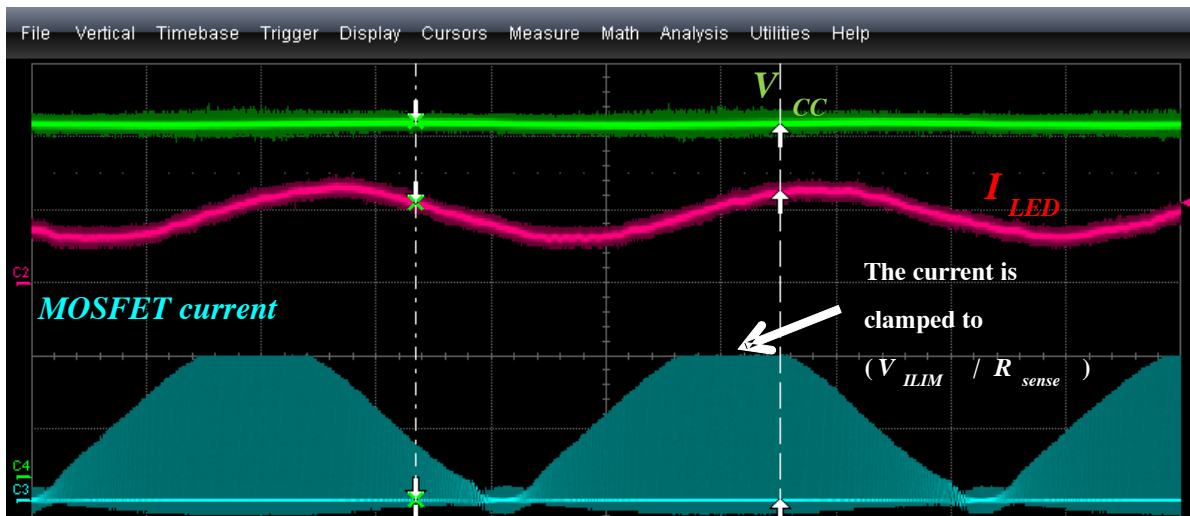 File Vertical Timebase Trigger Display Cursors Measure Math Analysis Utilities Help
V CC
I LED
C2
The current is
MOSFET current
clamped to
(V ILIM / R sense )
C4
C3